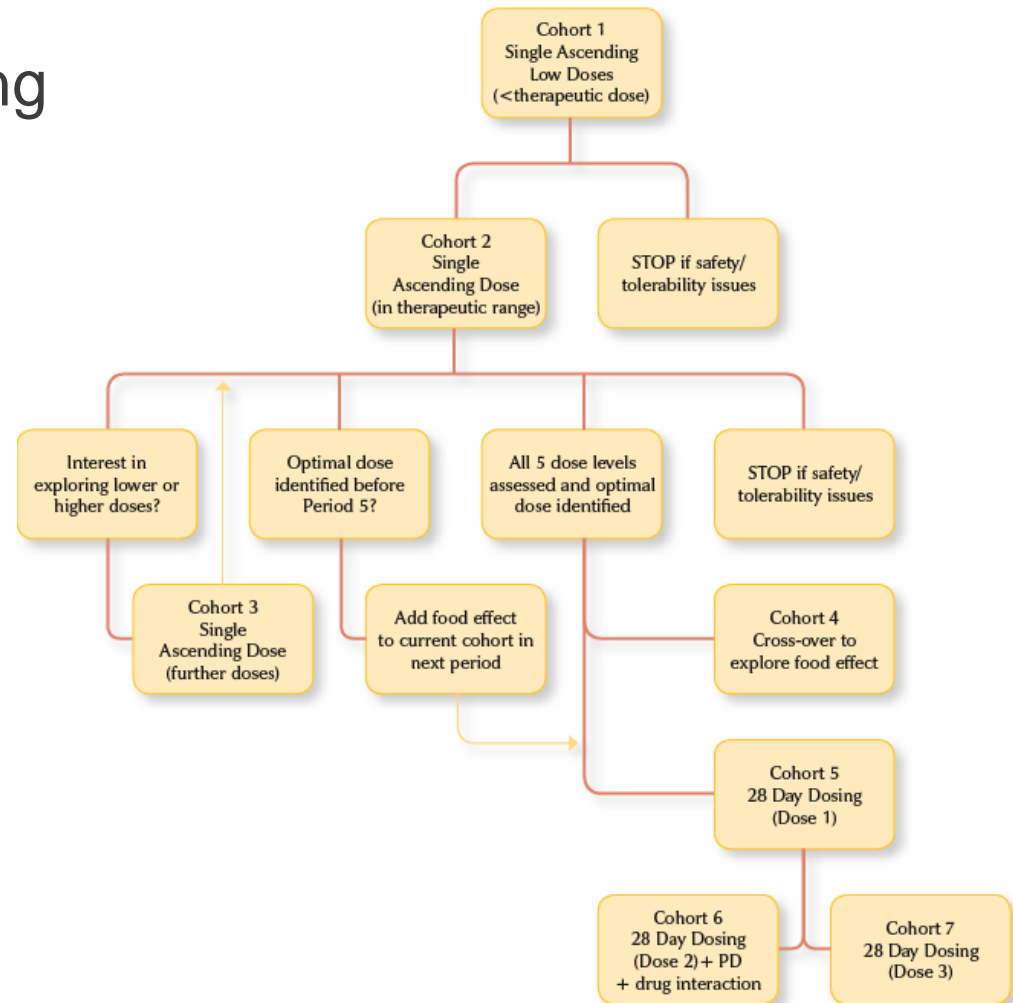 ng
Cohort 1
Single Ascending
Low Doses
(<therapeutic dose)
Cohort 2
Single
Ascending Dose
(in therapeutic range)
STOP if safety/
tolerability issues
Interest in
exploring lower or
higher doses?
Optimal dose
identified before
Period 5?
All 5 dose levels
assessed and optimal
dose identified
STOP if safety/
tolerability issues
Cohort 3
Single
Ascending Dose
(further doses)
Add food effect
to current cohort in
next period
Cohort 4
Cross-over to
explore food effect
Cohort 5
28 Day Dosing
(Dose 1)
Cohort 6
28 Day Dosing
(Dose 2)+ PD
+ drug interaction
Cohort 7
28 Day Dosing
(Dose 3)